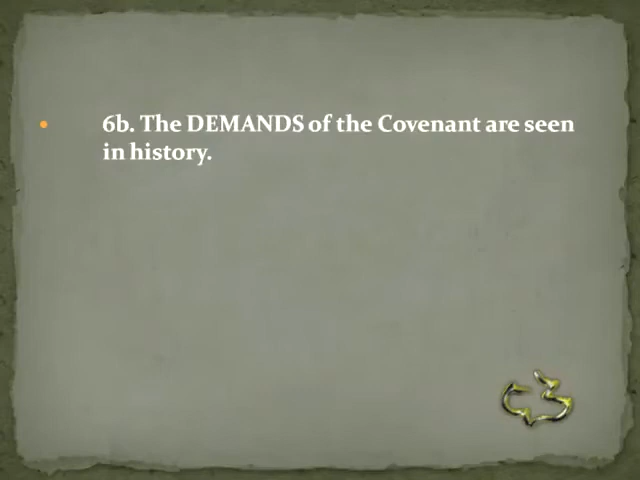 6b. The DEMANDS of the Covenant are seen
in history.